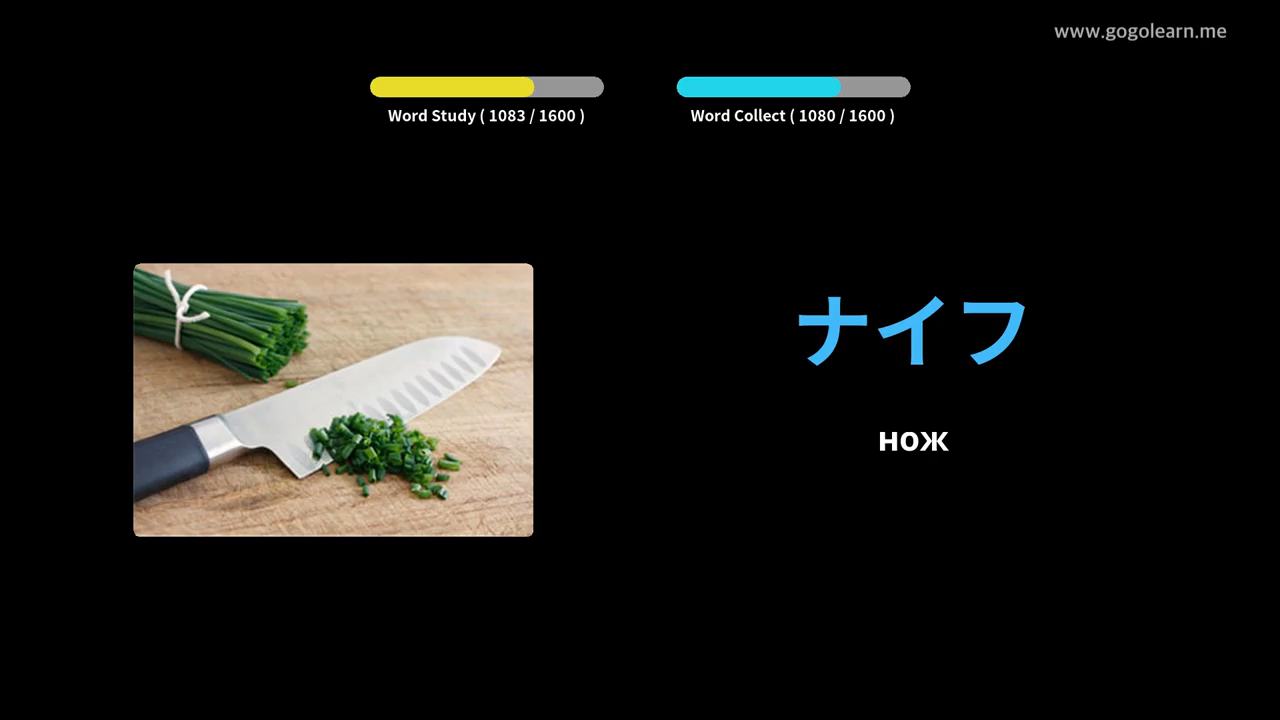 www.gogolearn.me
Word Study ( 1083 / 1600 )
Word Collect ( 1080 / 1600 )
ナイフ
нож